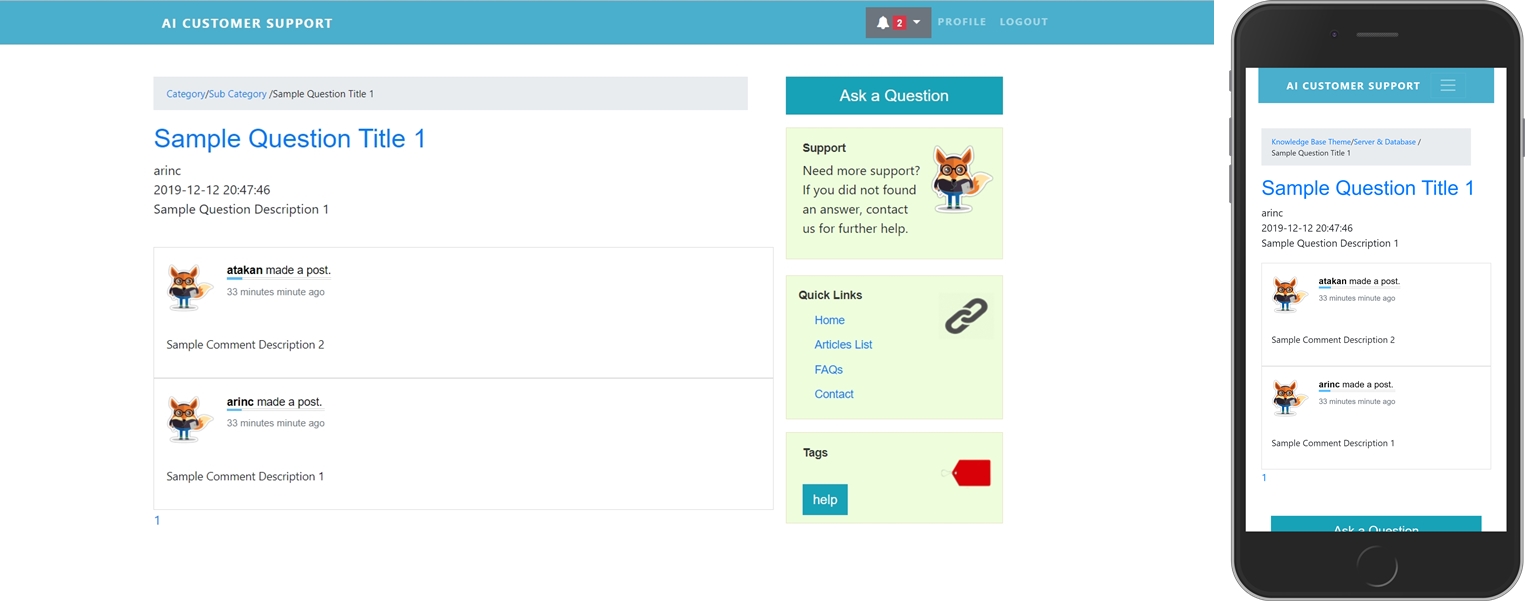 AI CUSTOMER SUPPORT
2 PROFILE LOGOUT
Category/Sub Category /Sample Question Title 1
Sample Question Title 1
arinc
2019-12-12 20:47:46
Sample Question Description 1
atakan made a post.
33 minutes minute ago
Sample Comment Description 2
arinc made a post.
33 minutes minute ago
Sample Comment Description 1
1
Ask a Question
Support
Need more support?
If you did not found
an answer, contact
us for further help.
Quick Links
Home
Articles List
FAQs
Contact
Tags
help
AI CUSTOMER SUPPORT
Knowledge Base Theme/Server & Database /
Sample Question Title 1
Sample Question Title 1
arinc
2019-12-12 20:47:46
Sample Question Description 1
atakan made a post.
33 minutes minute ago
Sample Comment Description 2
arinc made a post.
33 minutes minute ago
Sample Comment Description 1
1
Ask a Question